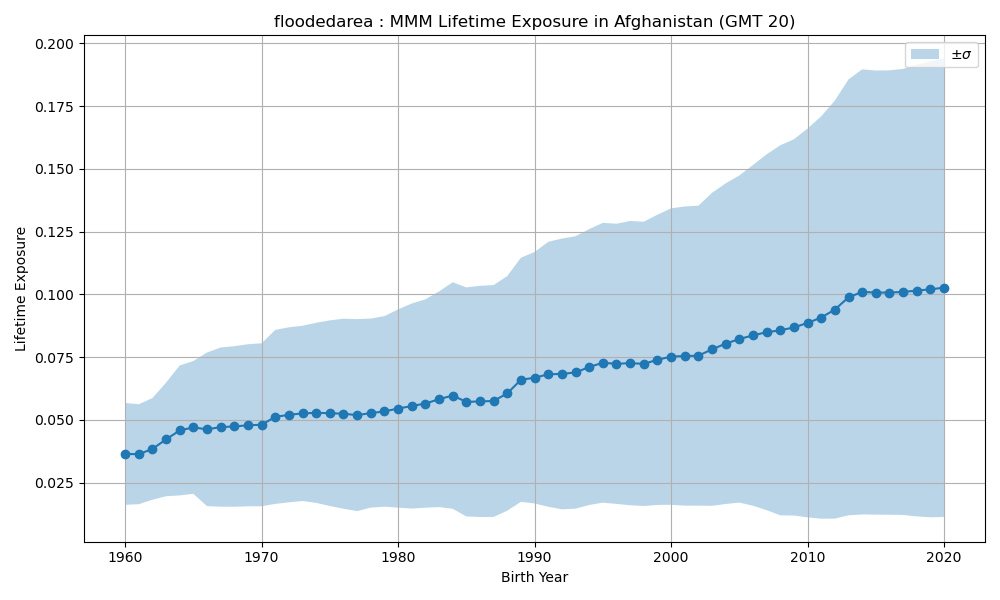 floodedarea : MMM Lifetime Exposure in Afghanistan (GMT 20)
±σ
0.200
0.175
0.150
0.125
0.100
0.075
0.050
0.025
Lifetime Exposure
1960 1970 1980 1990 2000 2010 2020
Birth Year